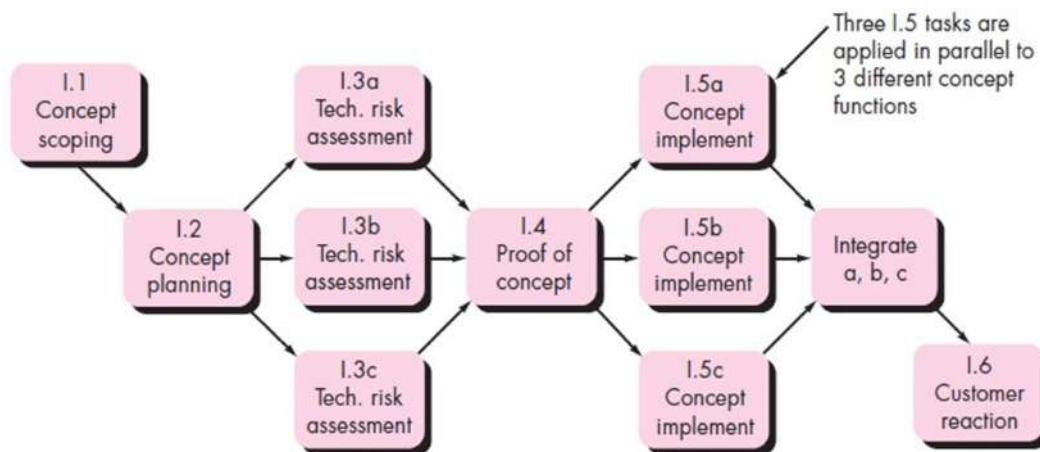 Three I.5 tasks are
applied in parallel to
3 different concept
functions
I.1
Concept
scoping
I.3a
Tech. risk
assessment
I.5a
Concept
implement
I.2
Concept
planning
I.3b
Tech. risk
assessment
I.4
Proof of
concept
I.5b
Concept
implement
Integrate
a, b, c
I.3c
Tech. risk
assessment
I.5c
Concept
implement
I.6
Customer
reaction